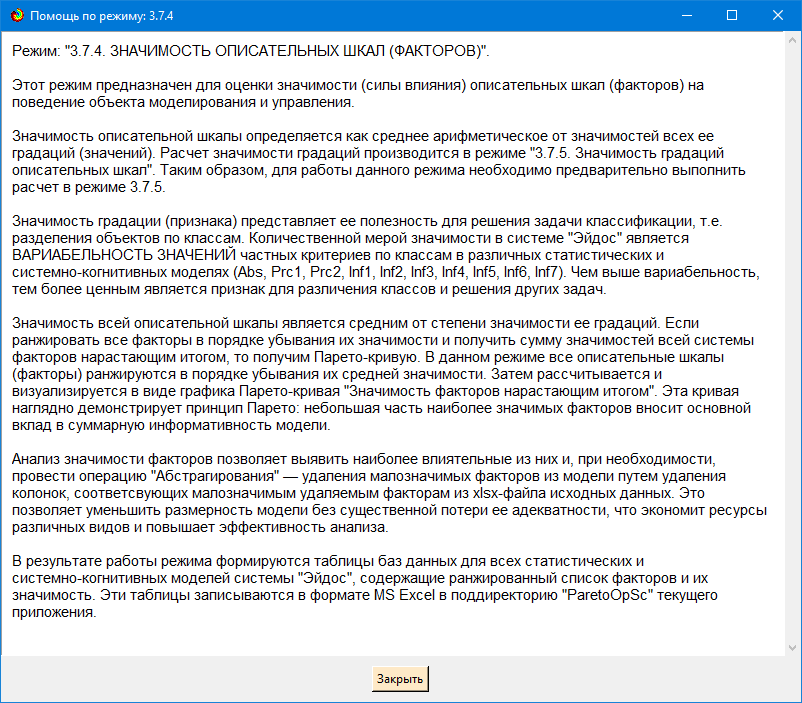 Помощь по режиму: 3.7.4
Режим: "3.7.4. ЗНАЧИМОСТЬ ОПИСАТЕЛЬНЫХ ШКАЛ (ФАКТОРОВ)".
Этот режим предназначен для оценки значимости (силы влияния) описательных шкал (факторов) на
поведение объекта моделирования и управления.
Значимость описательной шкалы определяется как среднее арифметическое от значимостей всех ее
градаций (значений). Расчет значимости градаций производится в режиме "3.7.5. Значимость градаций
описательных шкал". Таким образом, для работы данного режима необходимо предварительно выполнить
расчет в режиме 3.7.5.
Значимость градации (признака) представляет ее полезность для решения задачи классификации, т.е.
разделения объектов по классам. Количественной мерой значимости в системе "Эйдос" является
ВАРИАБЕЛЬНОСТЬ ЗНАЧЕНИЙ частных критериев по классам в различных статистических и
системно-когнитивных моделях (Abs, Prc1, Prc2, Inf1, Inf2, Inf3, Inf4, Inf5, Inf6, Inf7). Чем выше вариабельность,
тем более ценным является признак для различения классов и решения других задач.
Значимость всей описательной шкалы является средним от степени значимости ее градаций. Если
ранжировать все факторы в порядке убывания их значимости и получить сумму значимостей всей системы
факторов нарастающим итогом, то получим Парето-кривую. В данном режиме все описательные шкалы
(факторы) ранжируются в порядке убывания их средней значимости. Затем рассчитывается и
визуализируется в виде графика Парето-кривая "Значимость факторов нарастающим итогом". Эта кривая
наглядно демонстрирует принцип Парето: небольшая часть наиболее значимых факторов вносит основной
вклад в суммарную информативность модели.
Анализ значимости факторов позволяет выявить наиболее влиятельные из них и, при необходимости,
провести операцию "Абстрагирования" — удаления малозначимых факторов из модели путем удаления
колонок, соответсвующих малозначимым удаляемым факторам из xlsx-файла исходных данных. Это
позволяет уменьшить размерность модели без существенной потери ее адекватности, что экономит ресурсы
различных видов и повышает эффективность анализа.
В результате работы режима формируются таблицы баз данных для всех статистических и
системно-когнитивных моделей системы "Эйдос", содержащие ранжированный список факторов и их
значимость. Эти таблицы записываются в формате MS Excel в поддиректорию "ParetoOpSc" текущего
приложения.
Закрыть